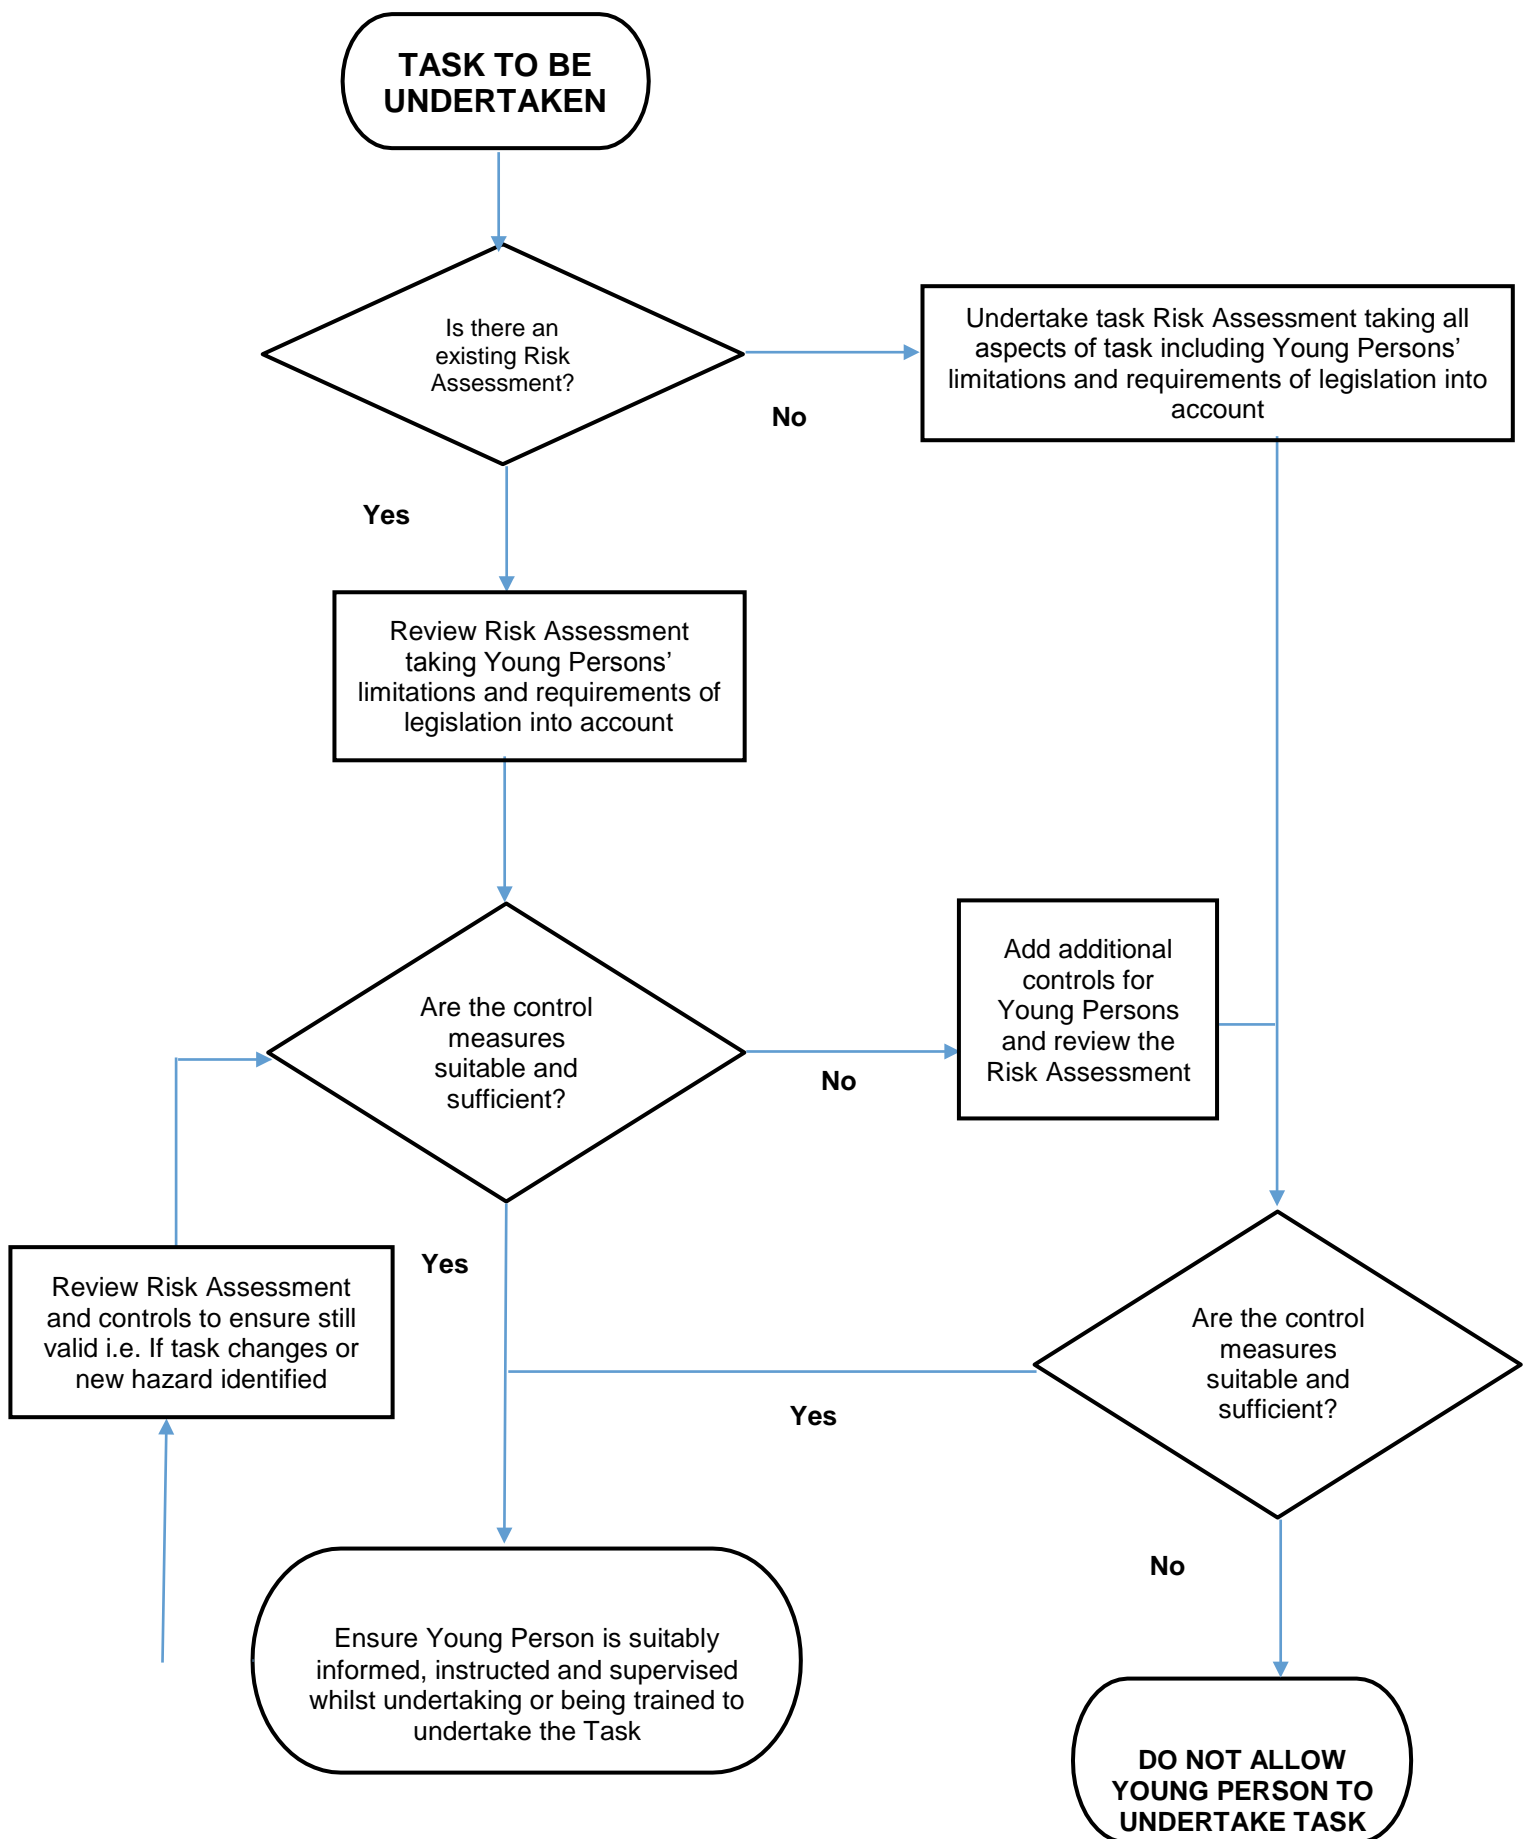 TASK TO BE
UNDERTAKEN
Is there an
existing Risk
Assessment?
Undertake task Risk Assessment taking all
aspects of task including Young Persons’
limitations and requirements of legislation into
account
No
Yes
Review Risk Assessment
taking Young Persons’
limitations and requirements of
legislation into account
Are the control
measures
suitable and
sufficient?
No
Add additional
controls for
Young Persons
and review the
Risk Assessment
Yes
Review Risk Assessment
and controls to ensure still
valid i.e. If task changes or
new hazard identified
Are the control
measures
suitable and
sufficient?
Yes
No
Ensure Young Person is suitably
informed, instructed and supervised
whilst undertaking or being trained to
undertake the Task
DO NOT ALLOW
YOUNG PERSON TO
UNDERTAKE TASK